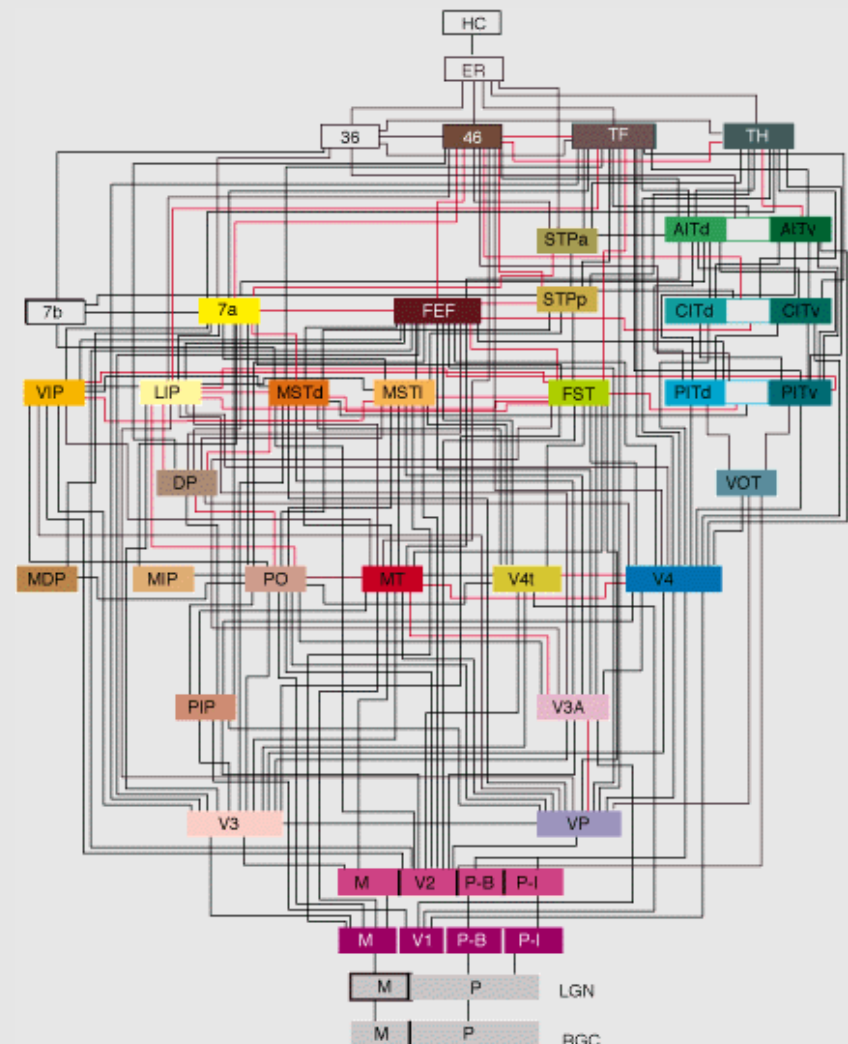 HC
ER
36 46 TF TH
STPa AITd AITv
7b 7a FEF STPp CITd CITv
VIP LIP MSTd MSTl FST PITd PITv
DP VOT
MDP MIP PO MT V4t V4
PIP V3A
V3 VP
M V2 P-B P-I
M V1 P-B P-I
M P LGN
M P RGC